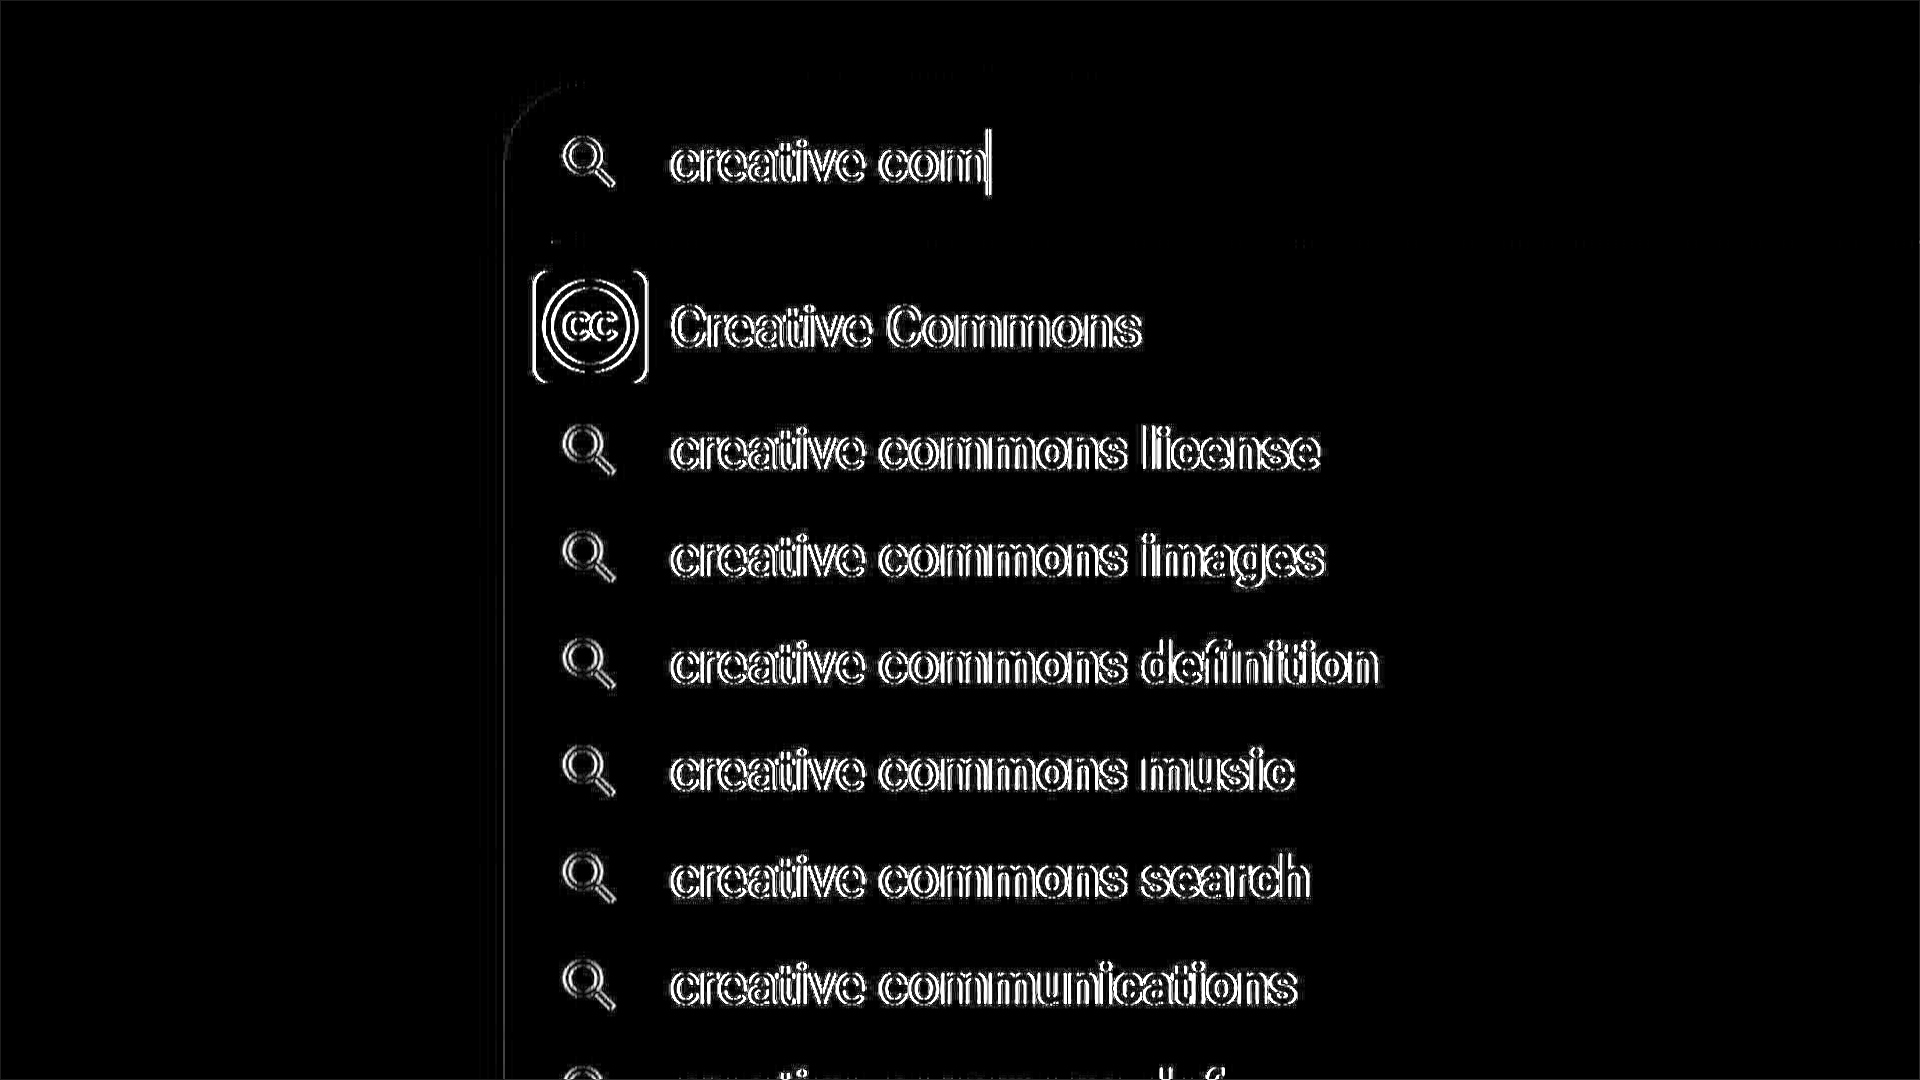 creative com
cc Creative Commons
creative commons license
creative commons images
creative commons definition
creative commons music
creative commons search
creative communications